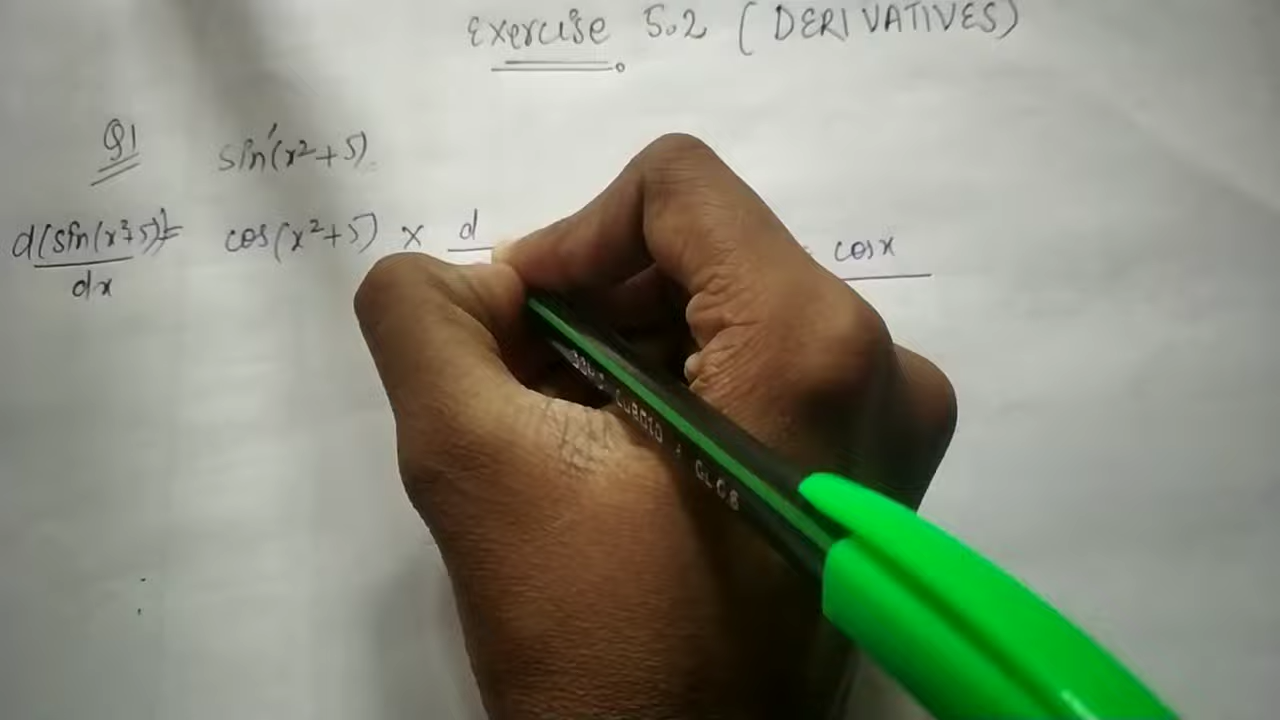 Exercise 5.2 (DERIVATIVES)
Q1 sin'(x²+5)
d(sin(x²+5)) = cos(x²+5) × d cosx
dx